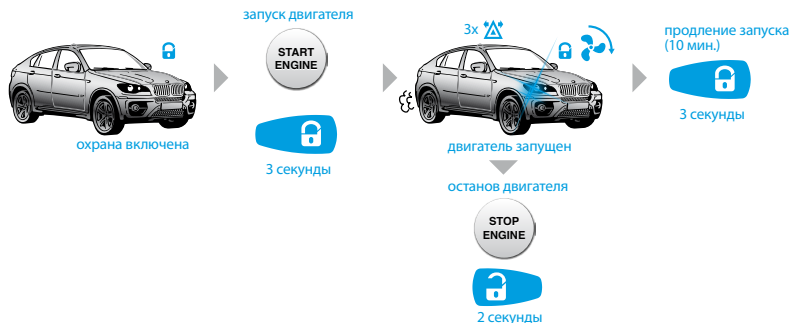 запуск двигателя
START
ENGINE
3 секунды
охрана включена
3x
двигатель запущен
продление запуска
(10 мин.)
3 секунды
останов двигателя
STOP
ENGINE
2 секунды